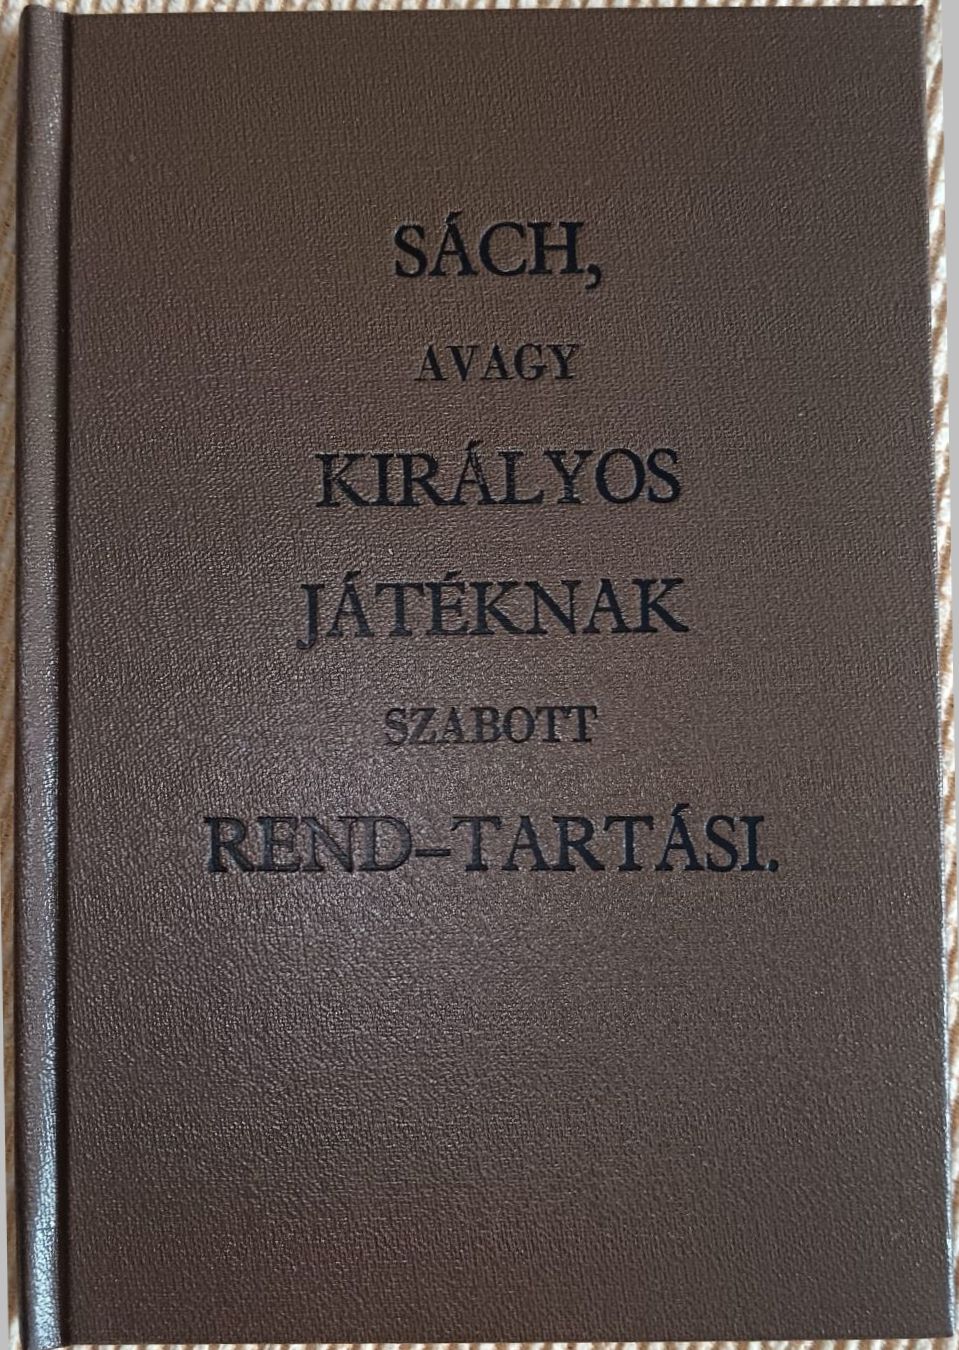 SÁCH,
AVAGY
KIRÁLYOS
JÁTÉKNAK
SZABOTT
REND-TARTÁSI.